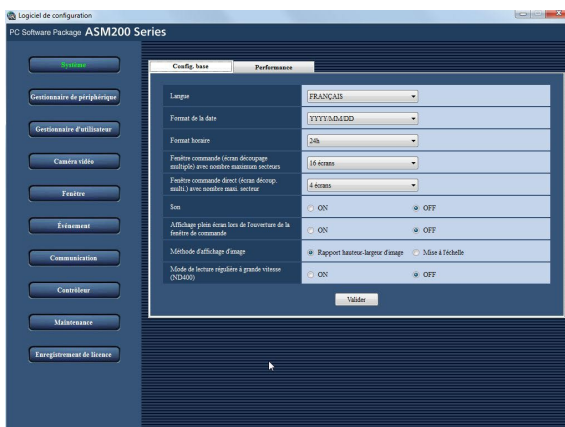 Logiciel de configuration
PC Software Package ASM200 Series
Système
Gestionnaire de périphérique
Gestionnaire d'utilisateur
Caméra vidéo
Fenêtre
Événement
Communication
Contrôleur
Maintenance
Enregistrement de licence
Config. base
Performance
Langue
FRANÇAIS
Format de la date
YYYY/MM/DD
Format horaire
24h
Fenêtre commande (écran découpage
multiple) avec nombre maximum secteurs
16 écrans
Fenêtre commande direct (écran découp.
multi.) avec nombre maxi. secteur
4 écrans
Son
ON
OFF
Affichage plein écran lors de l'ouverture de la
fenêtre de commande
ON
OFF
Méthode d'affichage d'image
Rapport hauteur-largeur d'image
Mise à l'échelle
Mode de lecture régulière à grande vitesse
(ND400)
ON
OFF
Valider